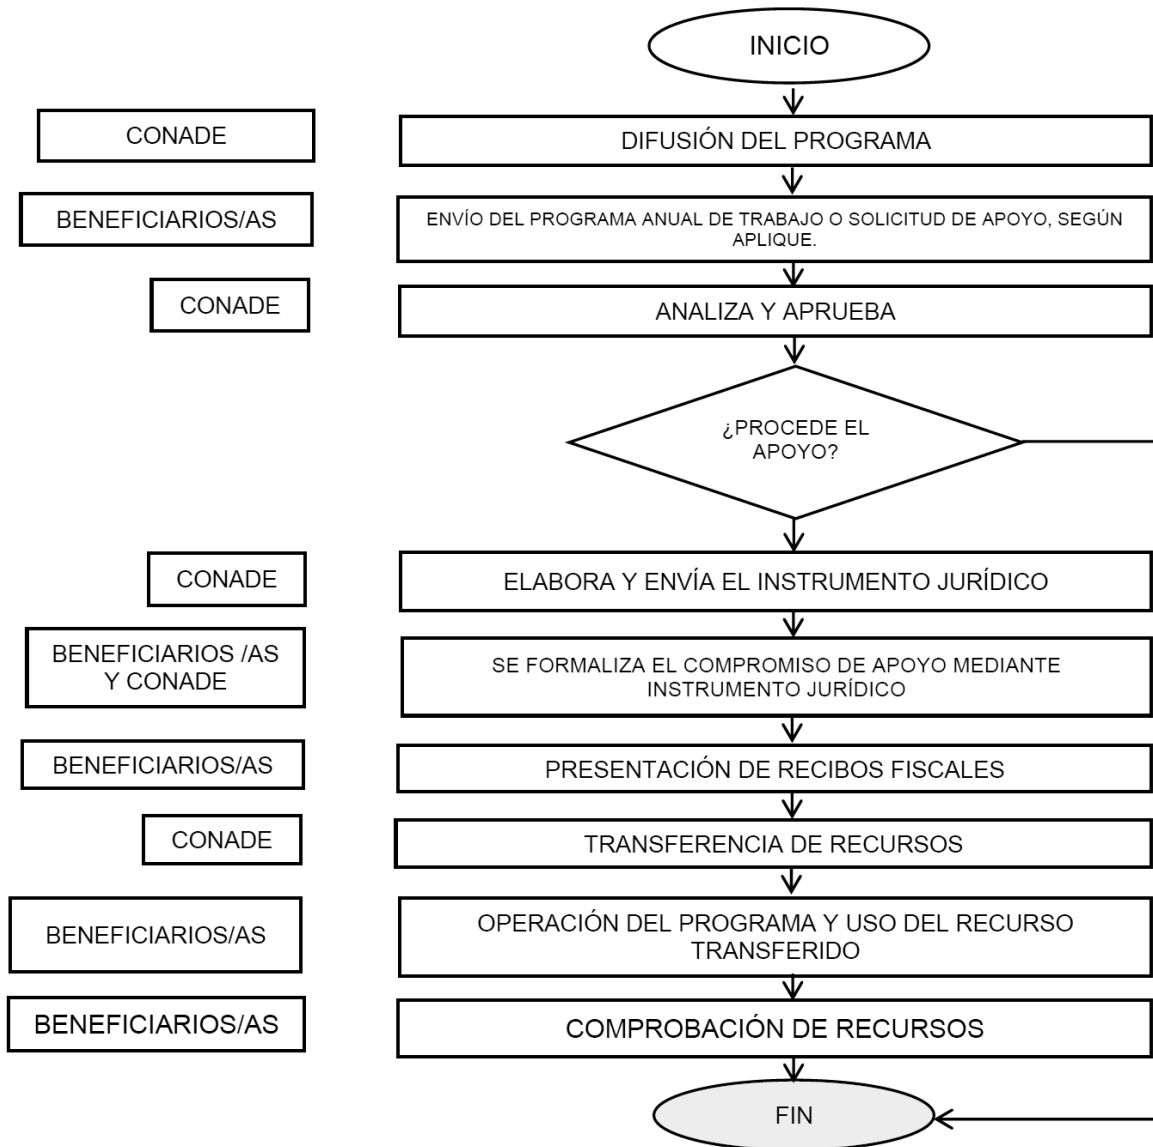 INICIO
CONADE
DIFUSIÓN DEL PROGRAMA
BENEFICIARIOS/AS
ENVÍO DEL PROGRAMA ANUAL DE TRABAJO O SOLICITUD DE APOYO, SEGÚN
APLIQUE.
CONADE
ANALIZA Y APRUEBA
¿PROCEDE EL
APOYO?
CONADE
ELABORA Y ENVÍA EL INSTRUMENTO JURÍDICO
BENEFICIARIOS /AS
Y CONADE
SE FORMALIZA EL COMPROMISO DE APOYO MEDIANTE
INSTRUMENTO JURÍDICO
BENEFICIARIOS/AS
PRESENTACIÓN DE RECIBOS FISCALES
CONADE
TRANSFERENCIA DE RECURSOS
BENEFICIARIOS/AS
OPERACIÓN DEL PROGRAMA Y USO DEL RECURSO
TRANSFERIDO
BENEFICIARIOS/AS
COMPROBACIÓN DE RECURSOS
FIN